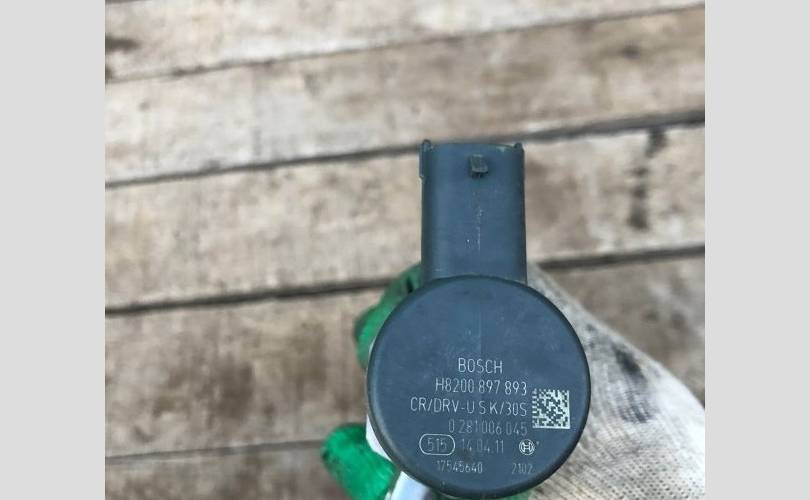 BOSCH
H8200 897 893
CR/DRV-U S K/30S
0 281 006 045
515 14.04.11
17545640 2102